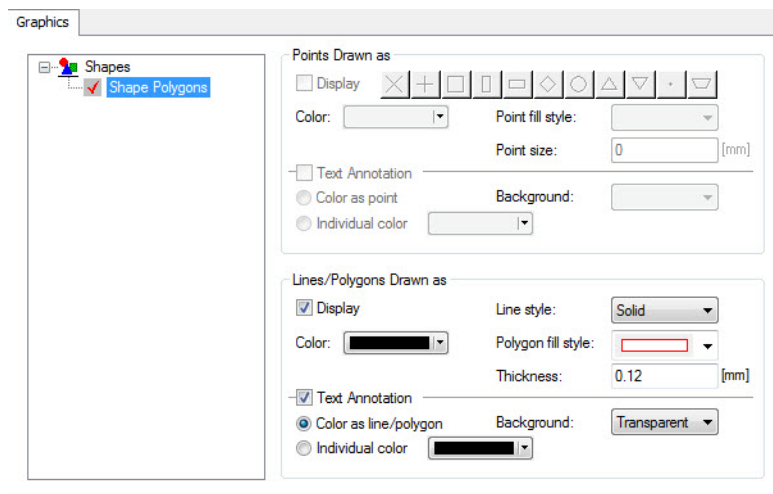 Graphics
Shapes
Shape Polygons
Points Drawn as
Display
Color:
Point fill style:
Point size:
0
[mm]
Text Annotation
Color as point
Background:
Individual color
Lines/Polygons Drawn as
Display
Line style:
Solid
Color:
Polygon fill style:
Thickness:
0.12
[mm]
Text Annotation
Color as line/polygon
Background:
Transparent
Individual color